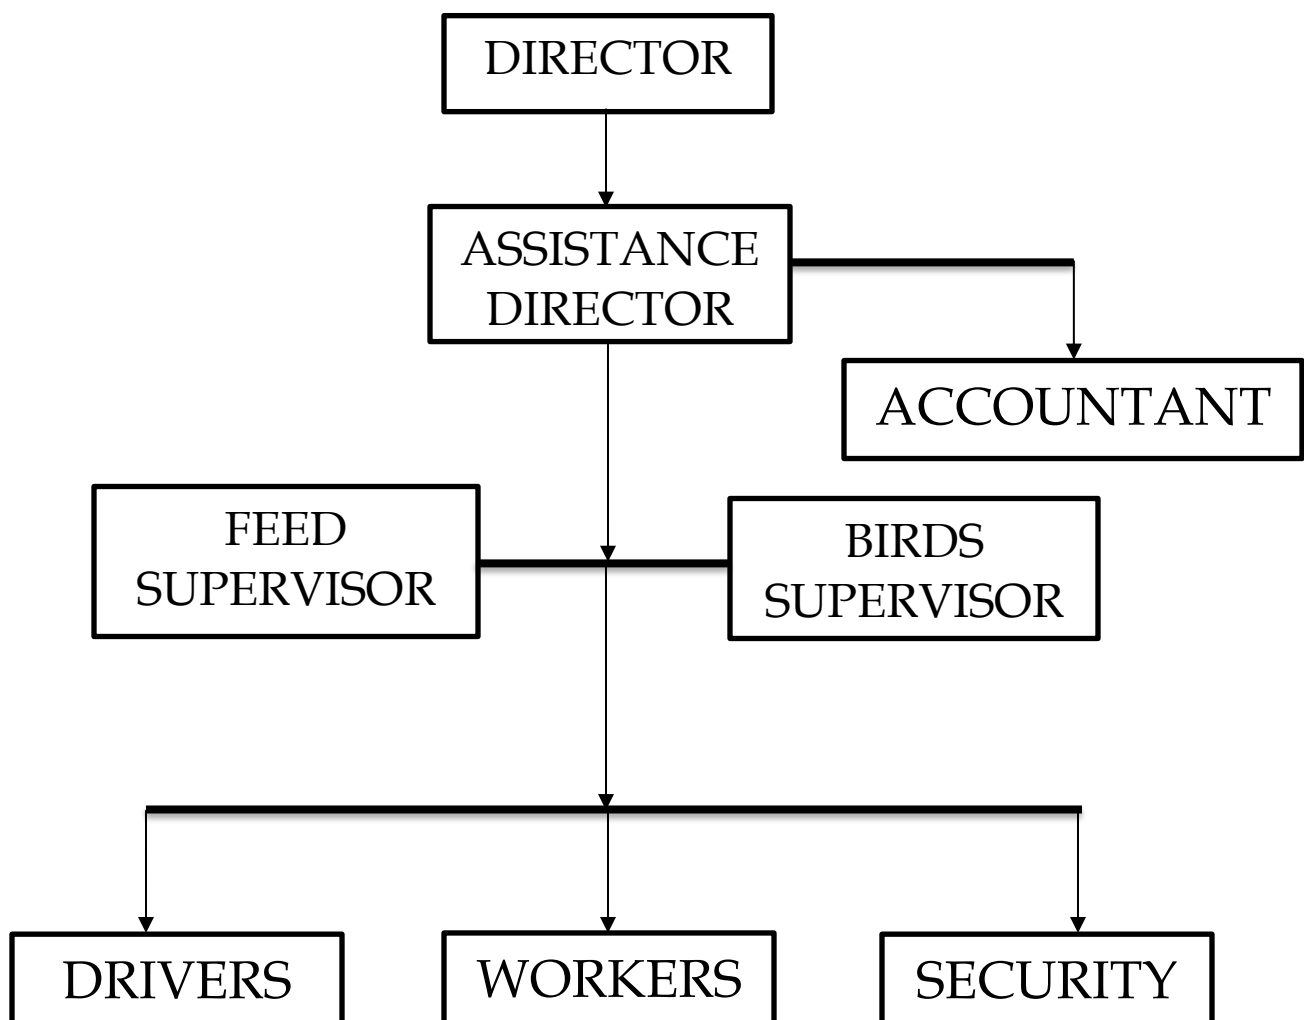 DIRECTOR
ASSISTANCE
DIRECTOR
ACCOUNTANT
FEED
SUPERVISOR
BIRDS
SUPERVISOR
DRIVERS
WORKERS
SECURITY